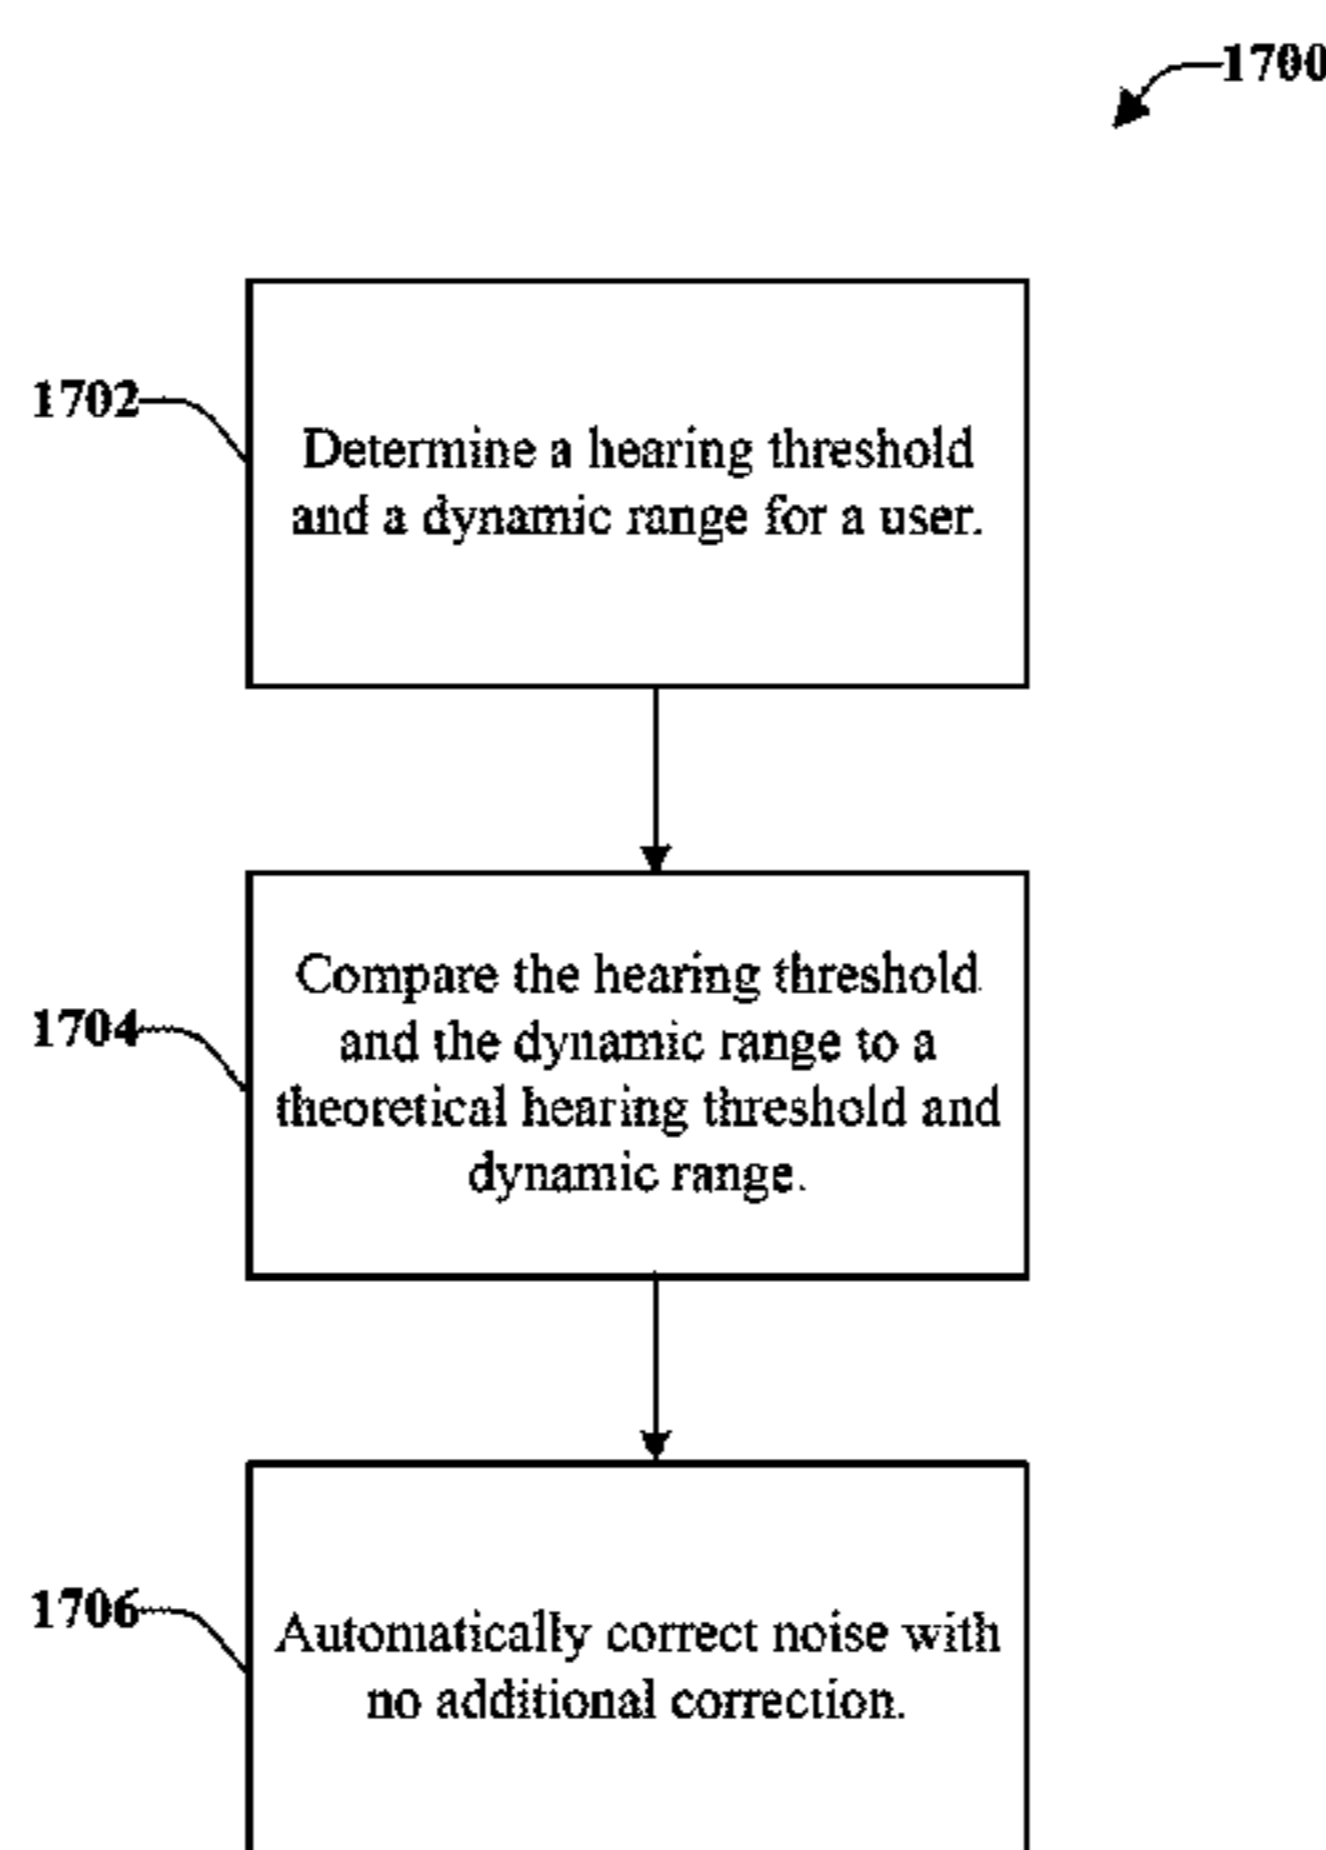 1700
1702
Determine a hearing threshold
and a dynamic range for a user.
1704
Compare the hearing threshold
and the dynamic range to a
theoretical hearing threshold and
dynamic range.
1706
Automatically correct noise with
no additional correction.